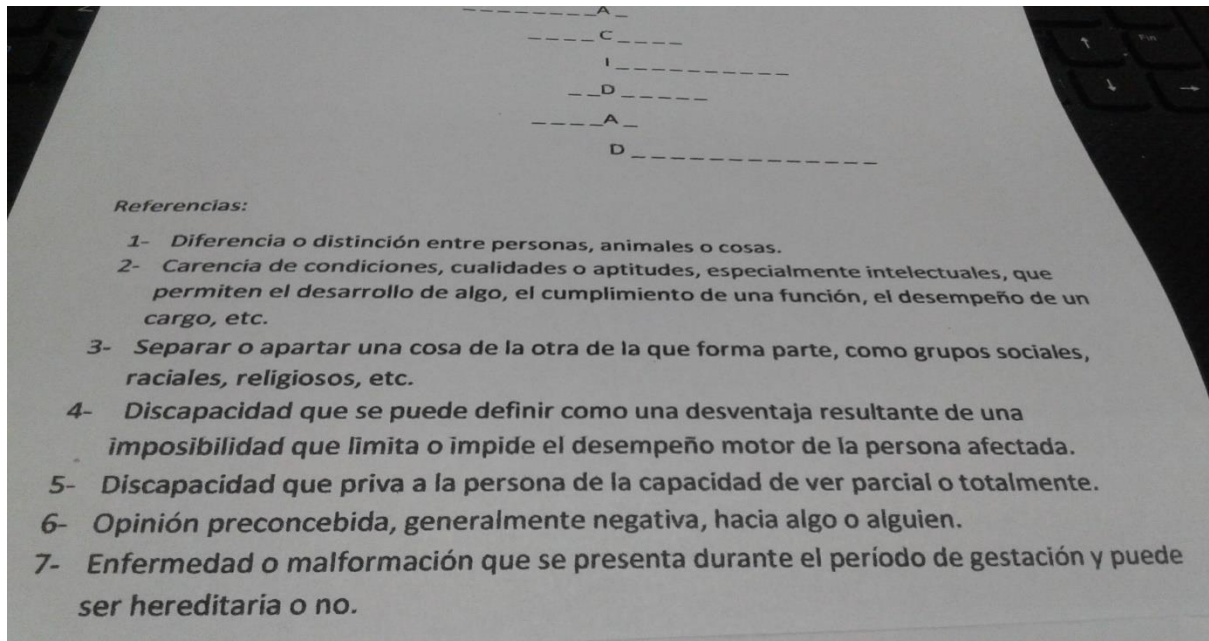 _ _ _ _ _ _ _ _A _
_ _ _ _ C _ _ _ _
I _ _ _ _ _ _ _ _ _ _ _ _
_ _D _ _ _ _ _ _
_ _ _ _A _
D _ _ _ _ _ _ _ _ _ _ _ _ _ _
Referencias:
1- Diferencia o distinción entre personas, animales o cosas.
2- Carencia de condiciones, cualidades o aptitudes, especialmente intelectuales, que
permiten el desarrollo de algo, el cumplimiento de una función, el desempeño de un
cargo, etc.
3- Separar o apartar una cosa de la otra de la que forma parte, como grupos sociales,
raciales, religiosos, etc.
4- Discapacidad que se puede definir como una desventaja resultante de una
imposibilidad que limita o impide el desempeño motor de la persona afectada.
5- Discapacidad que priva a la persona de la capacidad de ver parcial o totalmente.
6- Opinión preconcebida, generalmente negativa, hacia algo o alguien.
7- Enfermedad o malformación que se presenta durante el período de gestación y puede
ser hereditaria o no.